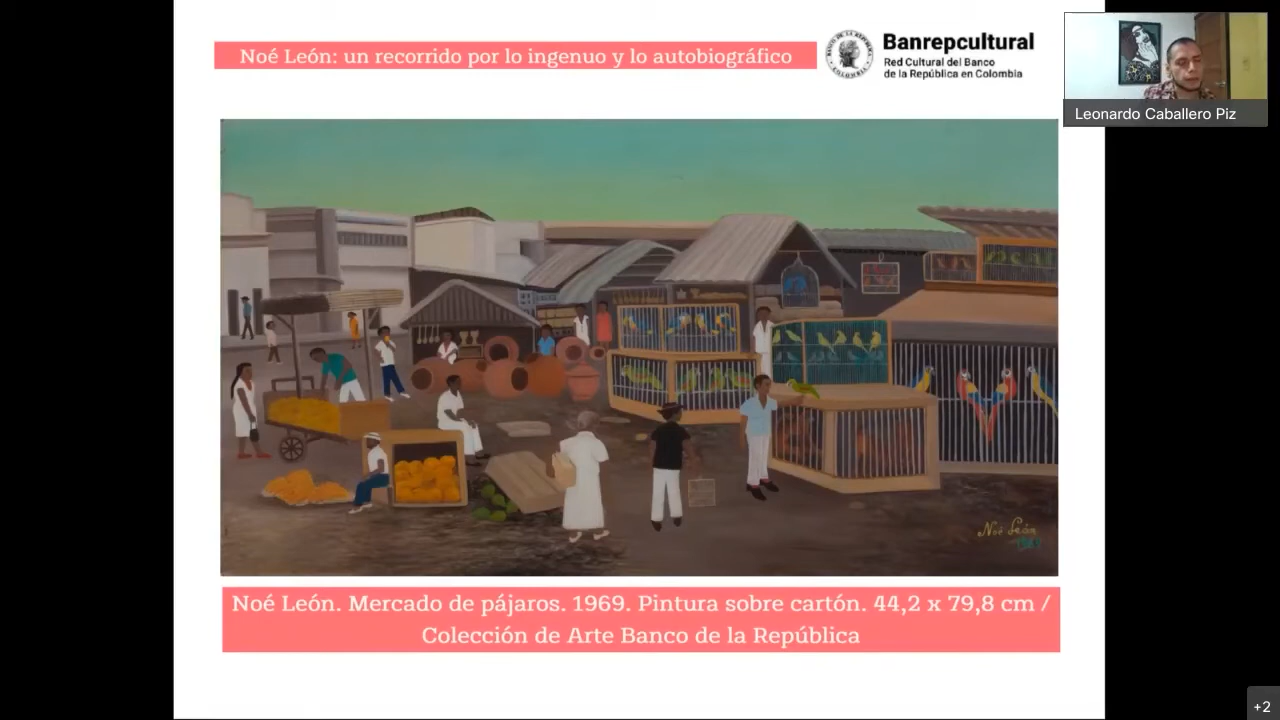 Noé León: un recorrido por lo ingenuo y lo autobiográfico
Banrepcultural
Red Cultural del Banco
de la República en Colombia
Leonardo Caballero Piz
Noé León
Noé León. Mercado de pájaros. 1969. Pintura sobre cartón. 44,2 x 79,8 cm /
Colección de Arte Banco de la República
+2